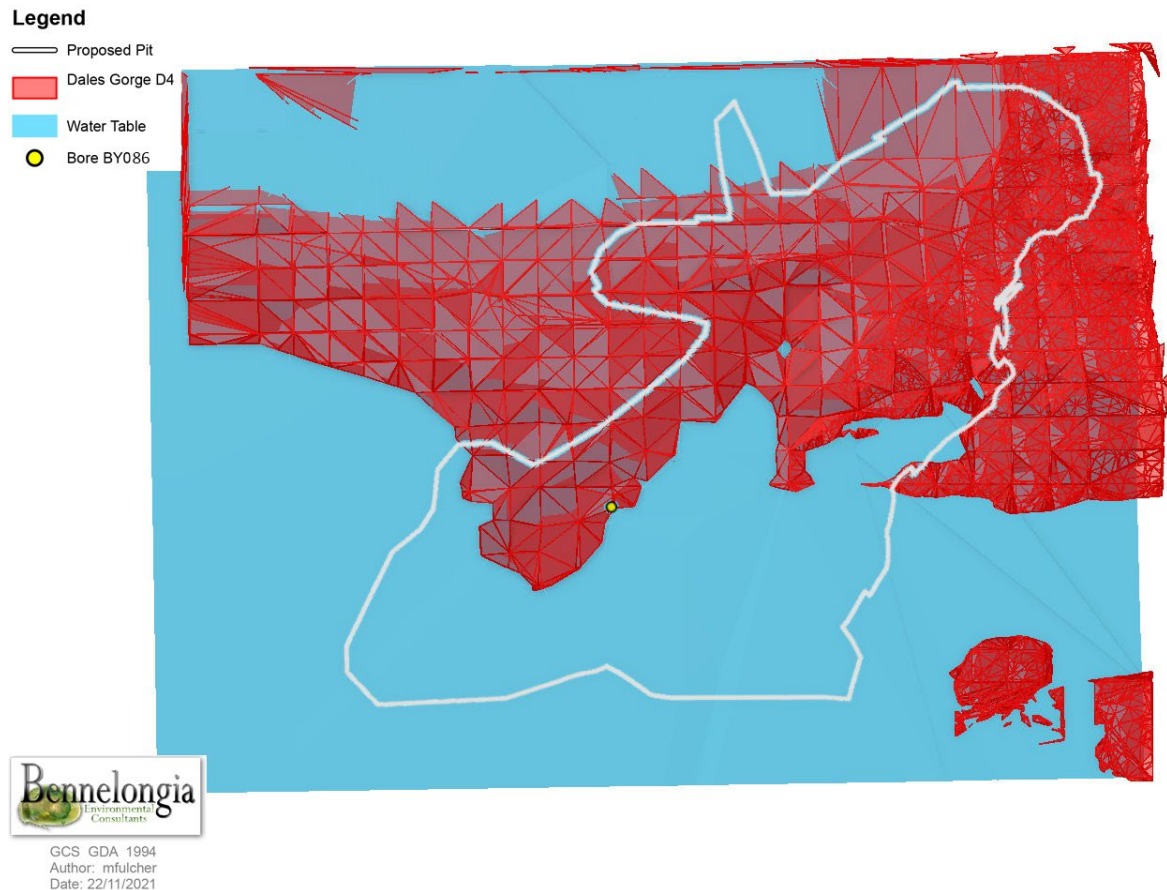 Legend
Proposed Pit
Dales Gorge D4
Water Table
Bore BY086
Bennelongia
Environmental
Consultants
GCS GDA 1994
Author: mfulcher
Date: 22/11/2021